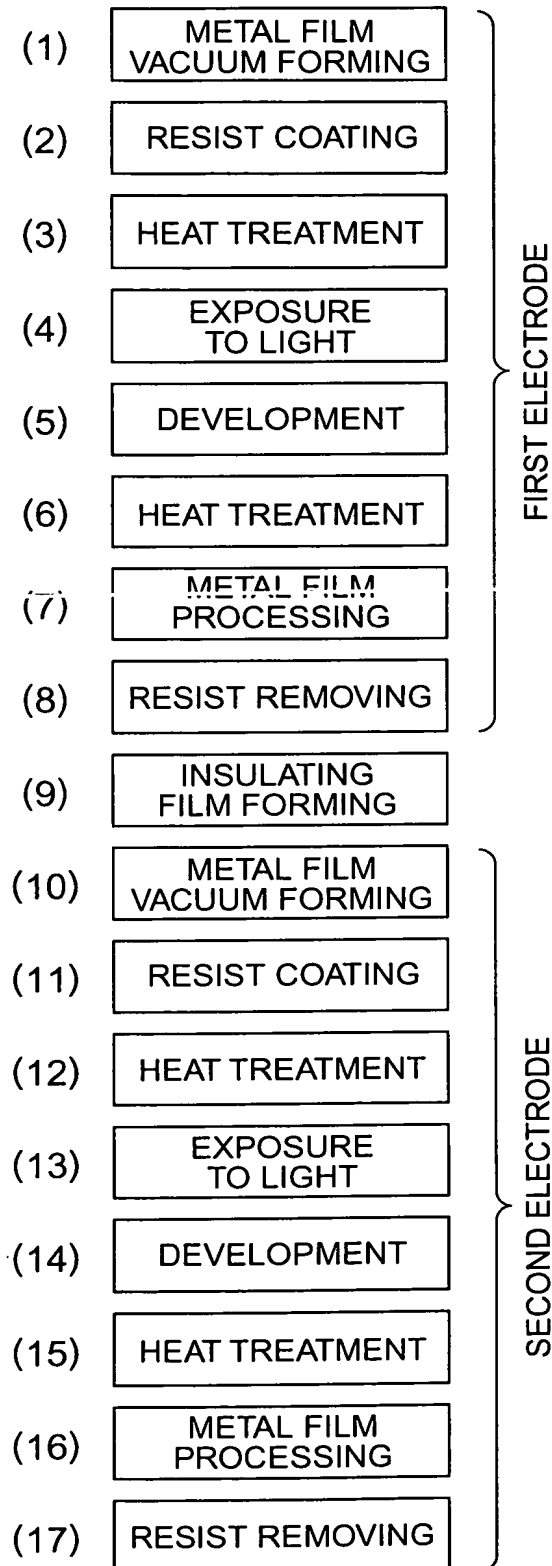 (1) METAL FILM
VACUUM FORMING
(2) RESIST COATING
(3) HEAT TREATMENT
(4) EXPOSURE
TO LIGHT
(5) DEVELOPMENT
(6) HEAT TREATMENT
(7) METAL FILM
PROCESSING
(8) RESIST REMOVING
FIRST ELECTRODE
(9) INSULATING
FILM FORMING
(10) METAL FILM
VACUUM FORMING
(11) RESIST COATING
(12) HEAT TREATMENT
(13) EXPOSURE
TO LIGHT
(14) DEVELOPMENT
(15) HEAT TREATMENT
(16) METAL FILM
PROCESSING
(17) RESIST REMOVING
SECOND ELECTRODE